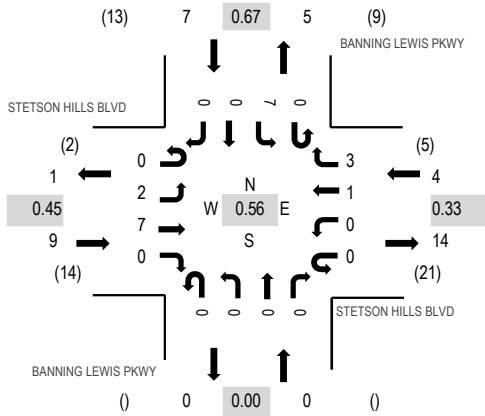 (13) 7 0.67 5 (9)
BANNING LEWIS PKWY
STETSON HILLS BLVD
0 0 7 0
(2) (5)
1 0 3 4
2 1
0.45 N 0.33
W 0.56 E
9 7 S 0 14
(14) 0 0 (21)
0 0 0 0
STETSON HILLS BLVD
BANNING LEWIS PKWY
() 0 0.00 0 ()